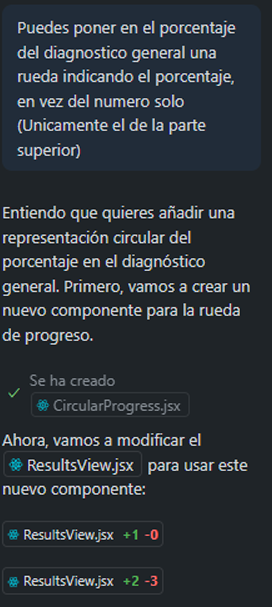 Puedes poner en el porcentaje
del diagnostico general una
rueda indicando el porcentaje,
en vez del numero solo
(Unicamente el de la parte
superior)
Entiendo que quieres añadir una
representación circular del
porcentaje en el diagnóstico
general. Primero, vamos a crear un
nuevo componente para la rueda
de progreso.
Se ha creado
CircularProgress.jsx
Ahora, vamos a modificar el
ResultsView.jsx para usar este
nuevo componente:
ResultsView.jsx +1 -0
ResultsView.jsx +2 -3